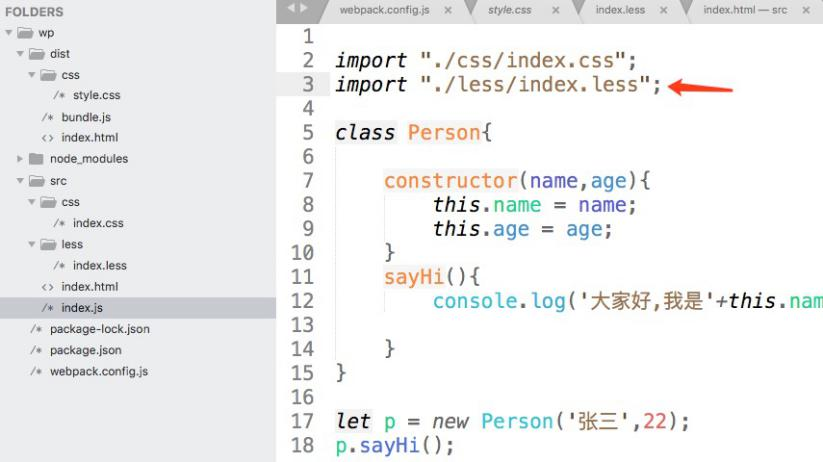 FOLDERS
wp
dist
css
/* style.css
/* bundle.js
<> index.html
node_modules
src
css
/* index.css
less
/* index.less
<> index.html
/* index.js
/* package-lock.json
/* package.json
/* webpack.config.js
webpack.config.js ×
style.css ×
index.less ×
index.html — src ×
1
2 import "./css/index.css";
3 import "./less/index.less";
4
5 class Person{
6
7 constructor(name,age){
8 this.name = name;
9 this.age = age;
10 }
11 sayHi(){
12 console.log('大家好,我是'+this.nam
13
14 }
15 }
16
17 let p = new Person('张三',22);
18 p.sayHi();